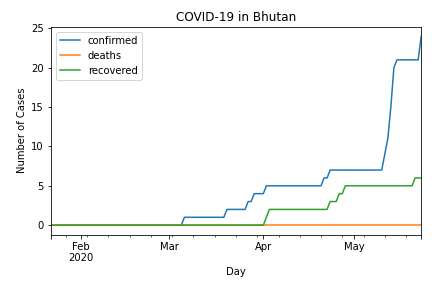 COVID-19 in Bhutan
confirmed
deaths
recovered
Number of Cases
25
20
15
10
5
0
Feb
2020
Mar
Apr
May
Day